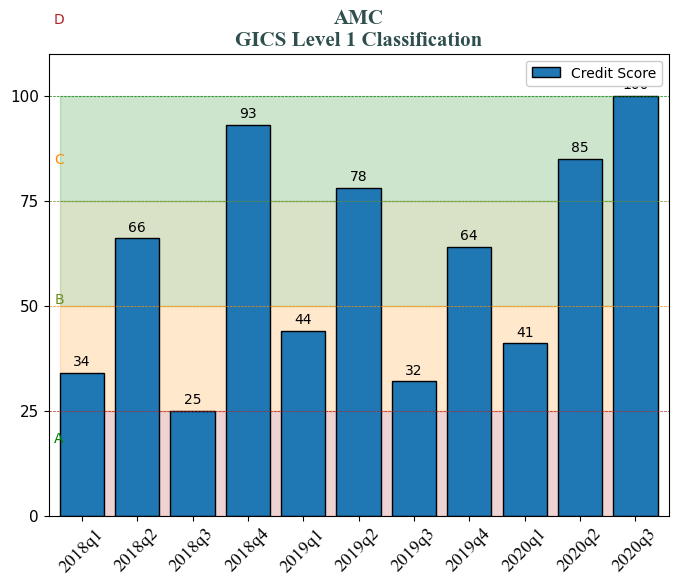 D
AMC
GICS Level 1 Classification
Credit Score
100
75
50
25
0
C
B
A
34
66
25
93
44
78
32
64
41
85
2018q1
2018q2
2018q3
2018q4
2019q1
2019q2
2019q3
2019q4
2020q1
2020q2
2020q3